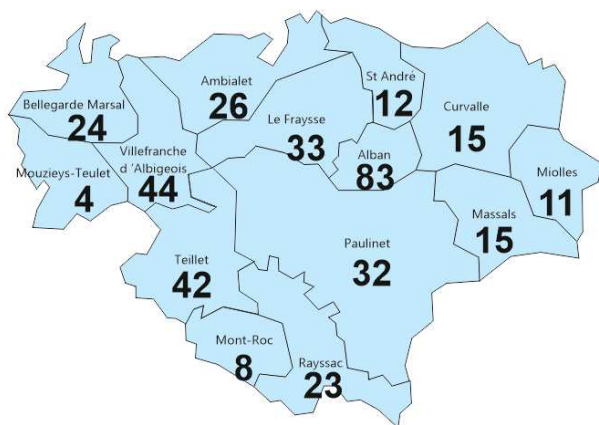 Bellegarde Marsal
24
Ambialet
26
St André
12
Curvalle
15
Le Fraysse
33
Alban
83
Villefranche
d 'Albigeois
44
Mouzieys-Teulet
4
Miolles
11
Massals
15
Paulinet
32
Teillet
42
Mont-Roc
8
Rayssac
23